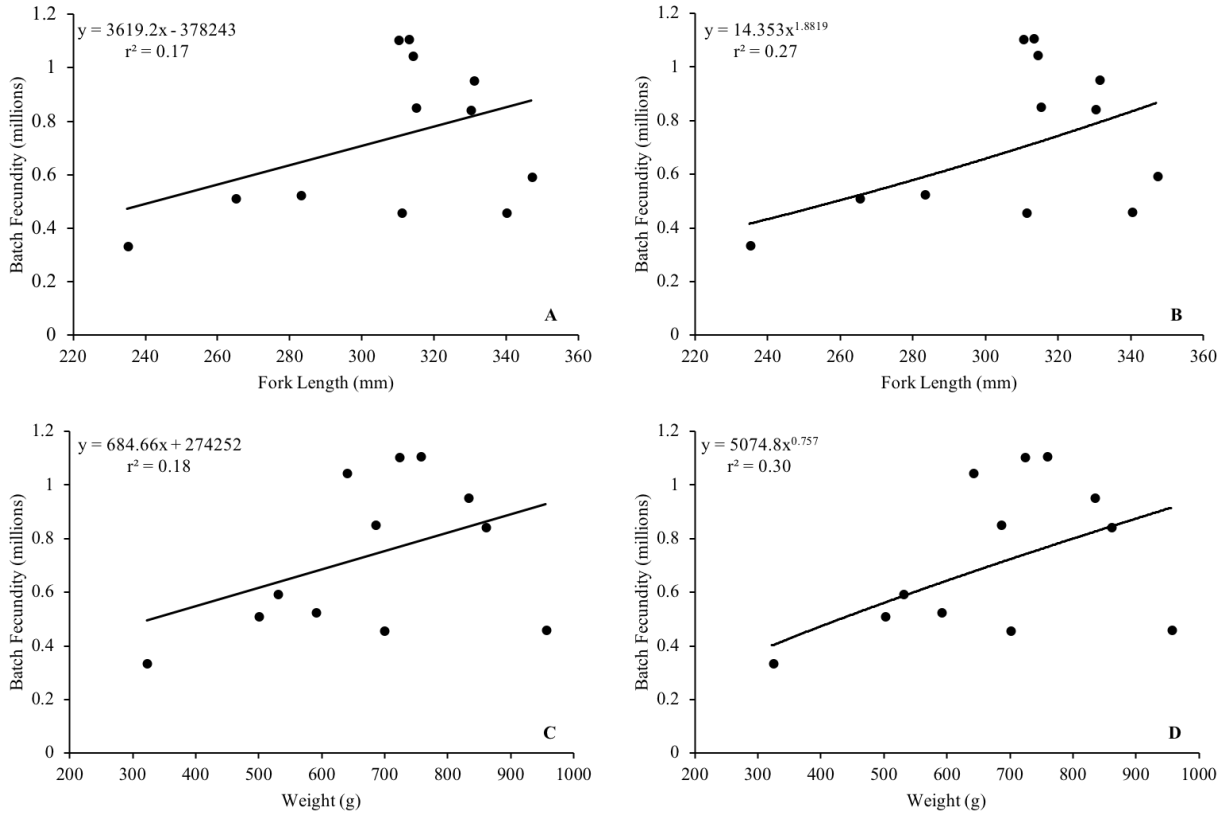 y = 3619.2x - 378243
r² = 0.17
Batch Fecundity (millions)
1.2
1
0.8
0.6
0.4
0.2
0
220 240 260 280 300 320 340 360
Fork Length (mm)
A
y = 14.353x^1.8819
r² = 0.27
Batch Fecundity (millions)
1.2
1
0.8
0.6
0.4
0.2
0
220 240 260 280 300 320 340 360
Fork Length (mm)
B
y = 684.66x + 274252
r² = 0.18
Batch Fecundity (millions)
1.2
1
0.8
0.6
0.4
0.2
0
200 300 400 500 600 700 800 900 1000
Weight (g)
C
y = 5074.8x^0.757
r² = 0.30
Batch Fecundity (millions)
1.2
1
0.8
0.6
0.4
0.2
0
200 300 400 500 600 700 800 900 1000
Weight (g)
D